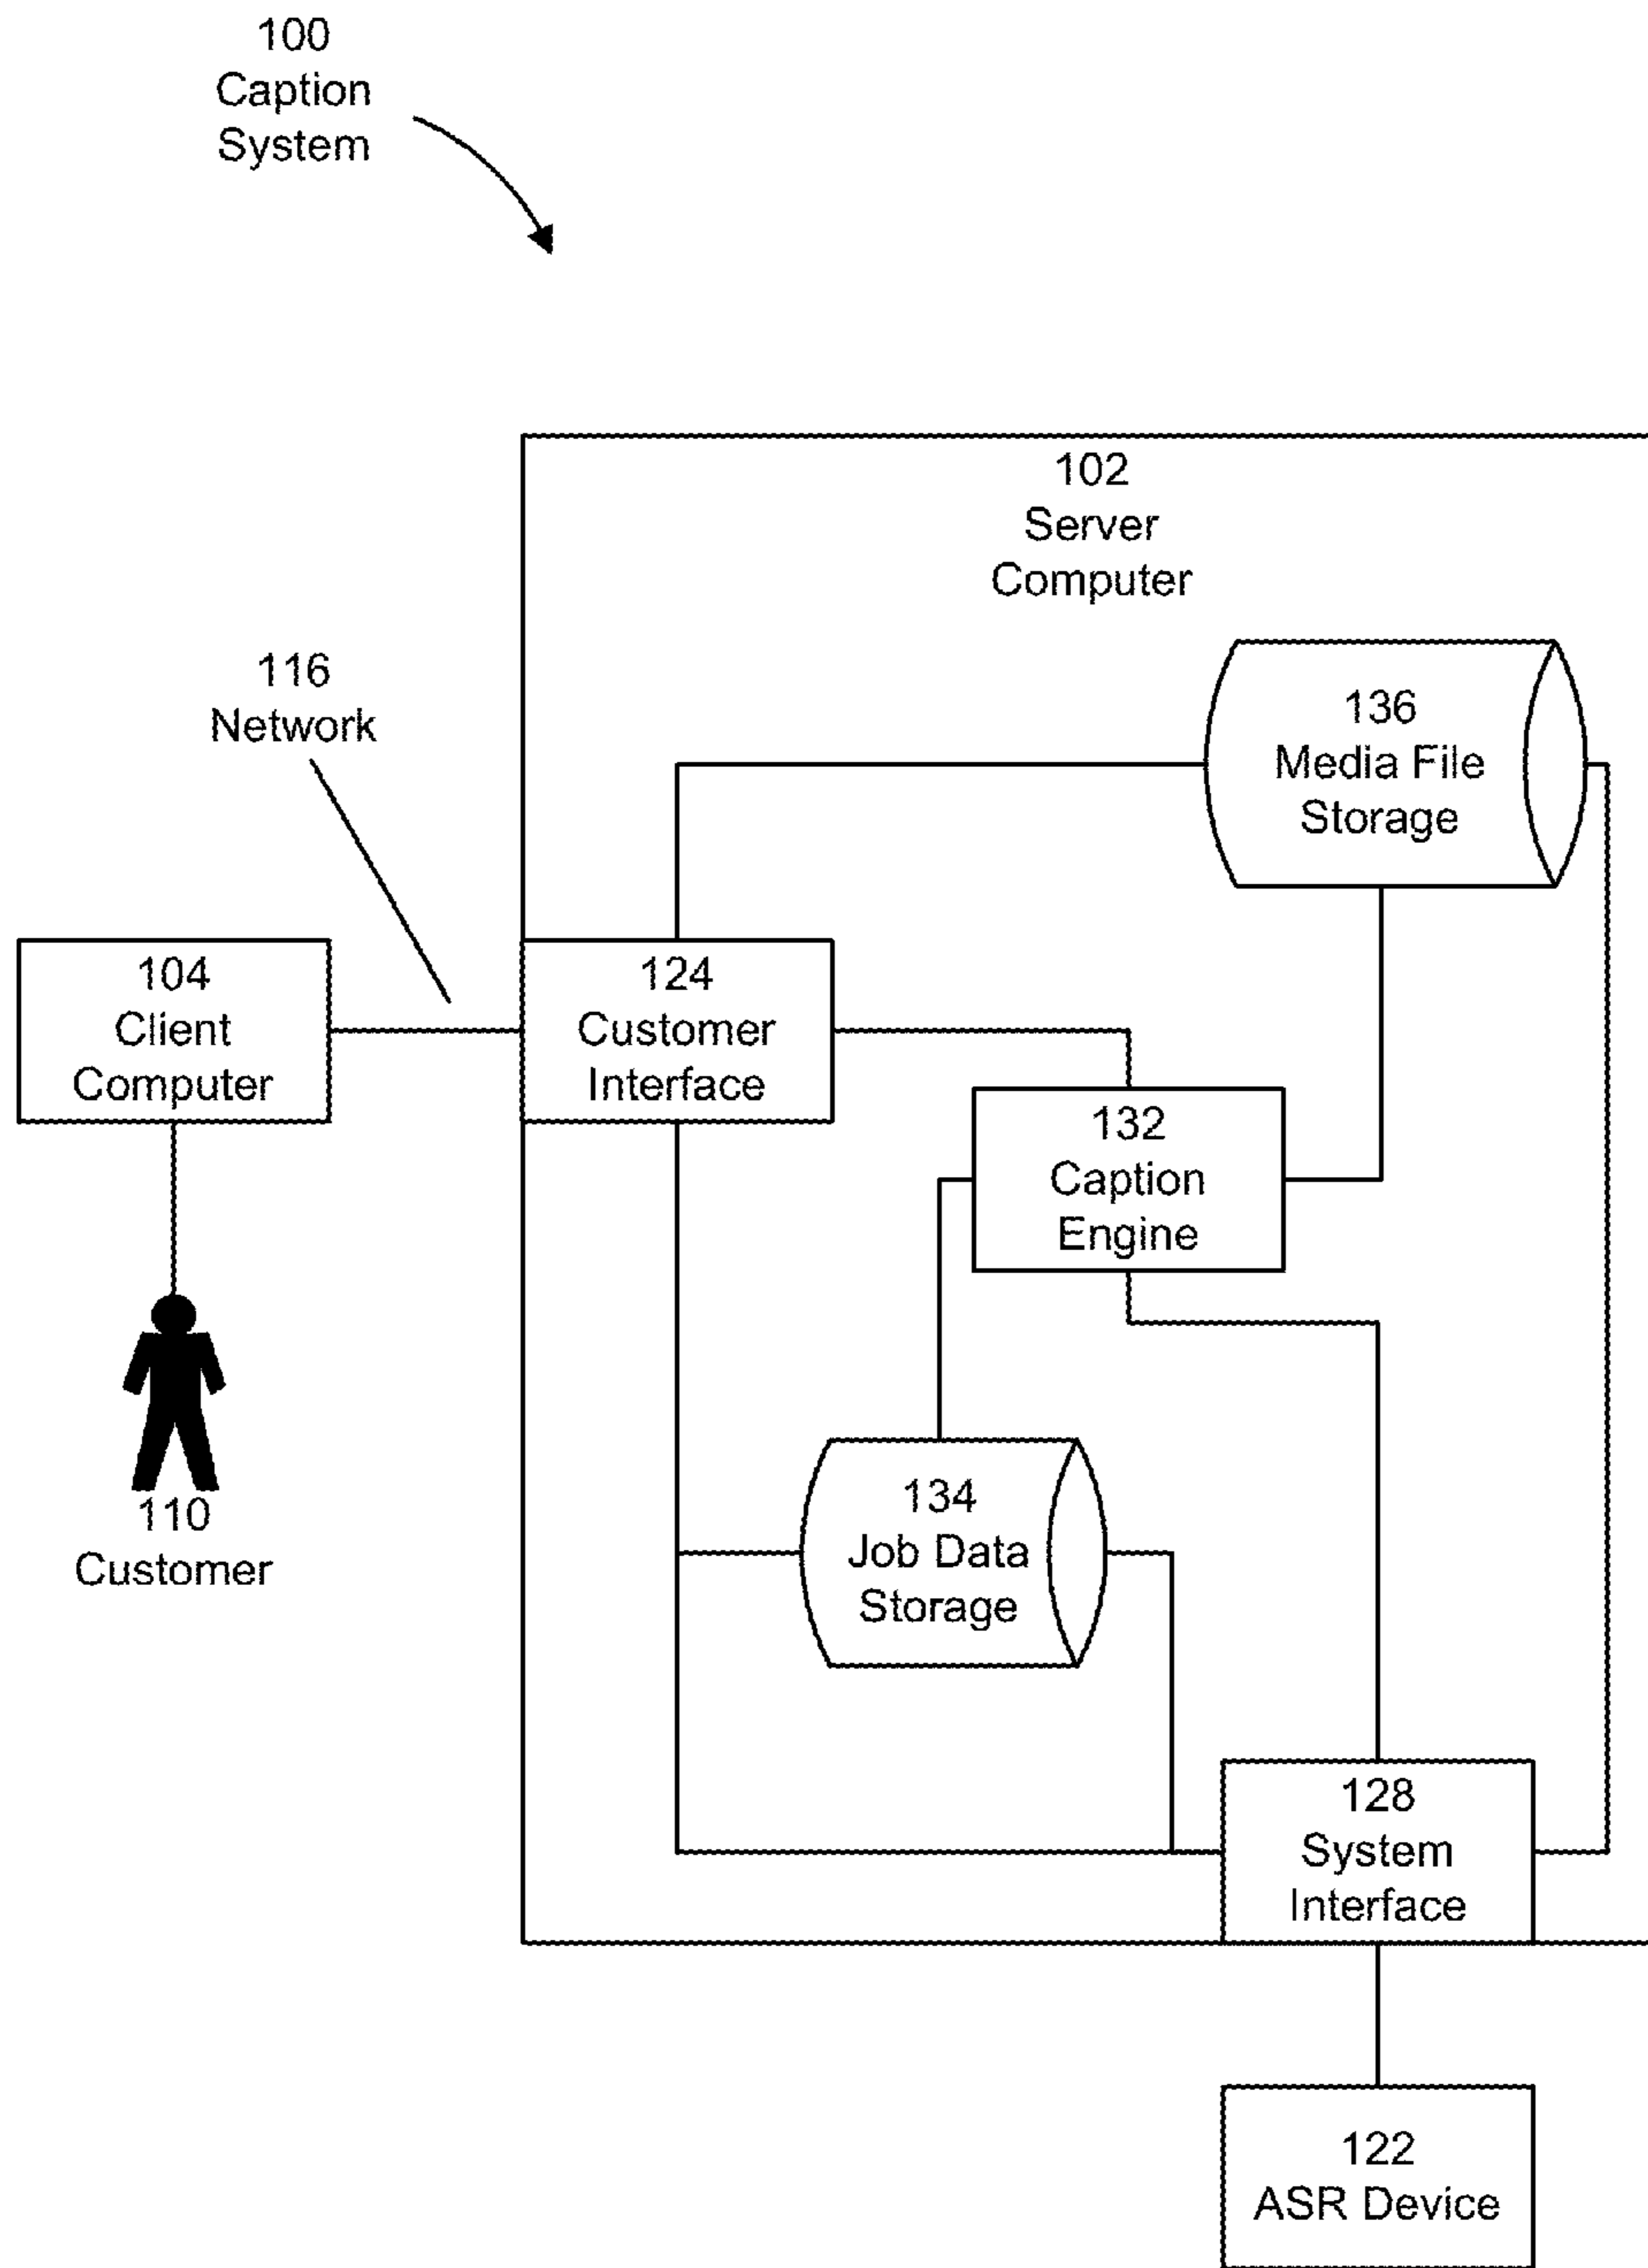 100
Caption
System
102
Server
Computer
116
Network
136
Media File
Storage
104
Client
Computer
124
Customer
Interface
132
Caption
Engine
110
Customer
134
Job Data
Storage
128
System
Interface
122
ASR Device